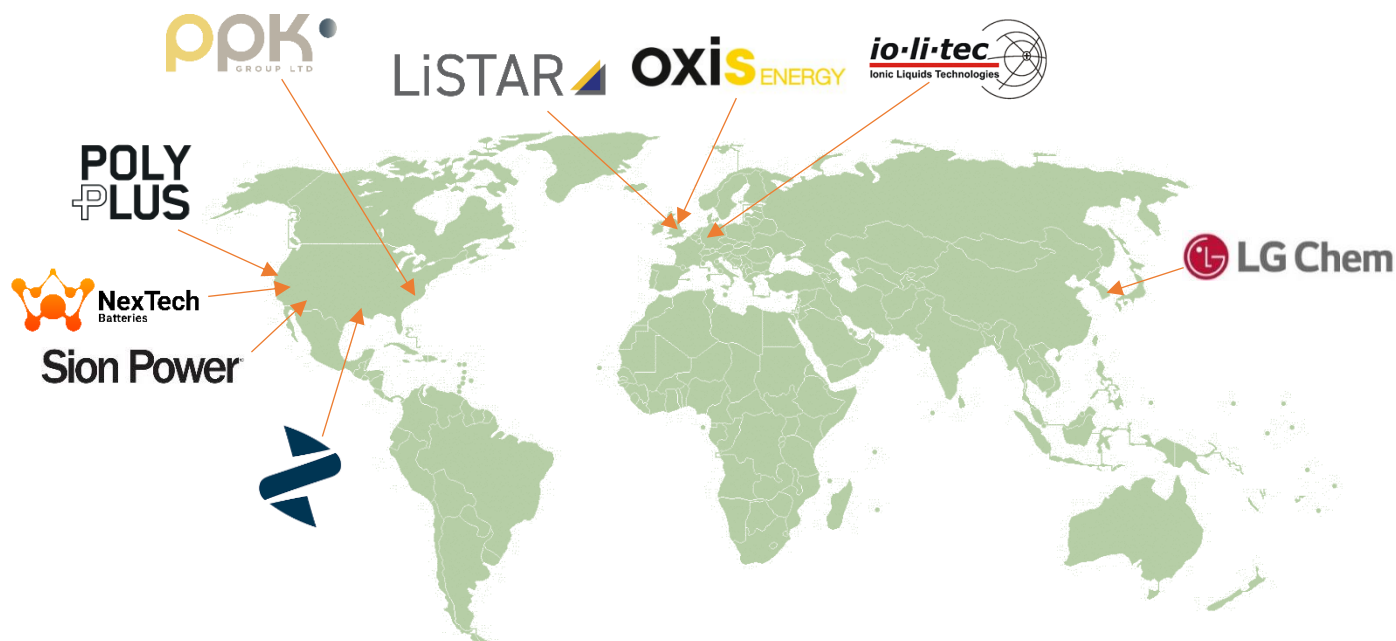 ppk
GROUP LTD
LiSTAR
OXIS ENERGY
io·li·tec
Ionic Liquids Technologies
POLY
PLUS
LG Chem
NexTech
Batteries
Sion Power